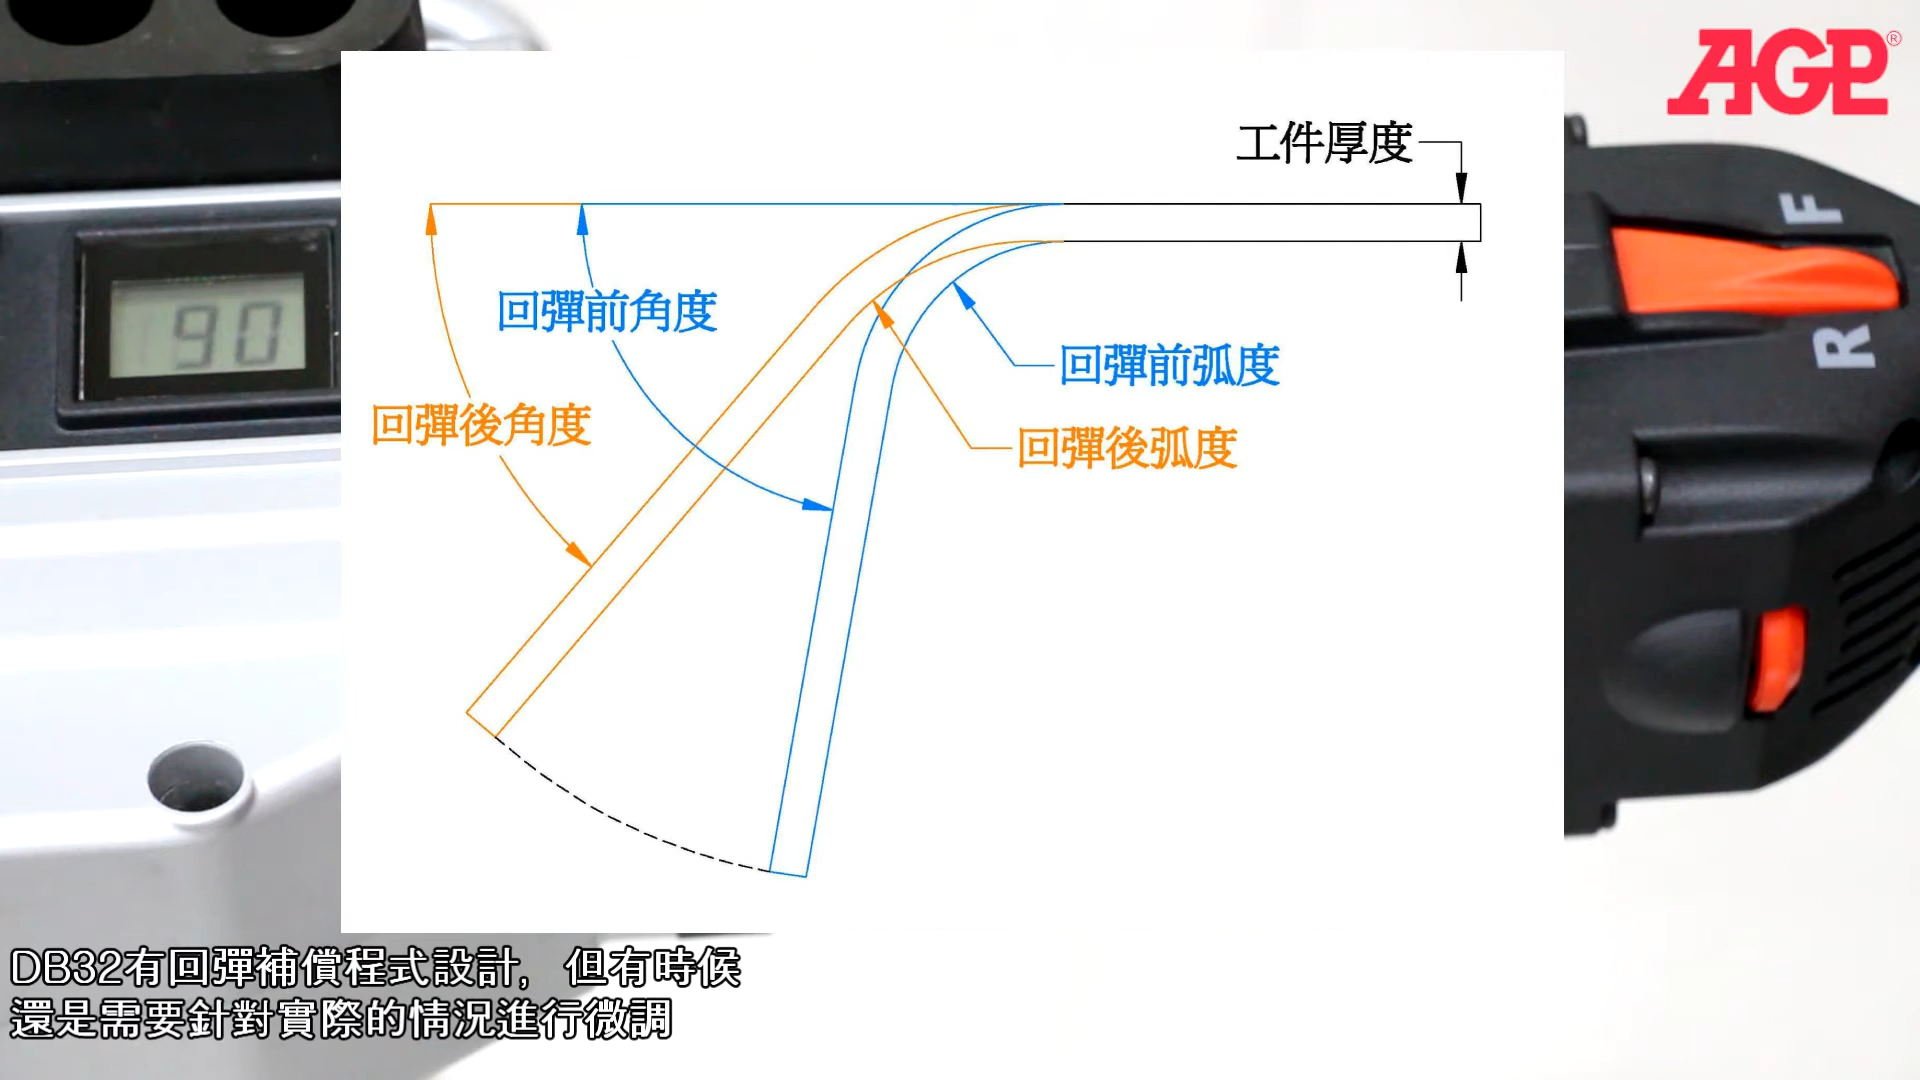 AGP®
工件厚度
F
90
回彈前角度
回彈前弧度
R
回彈後角度
回彈後弧度
DB32有回彈補償程式設計, 但有時候
還是需要針對實際的情況進行微調